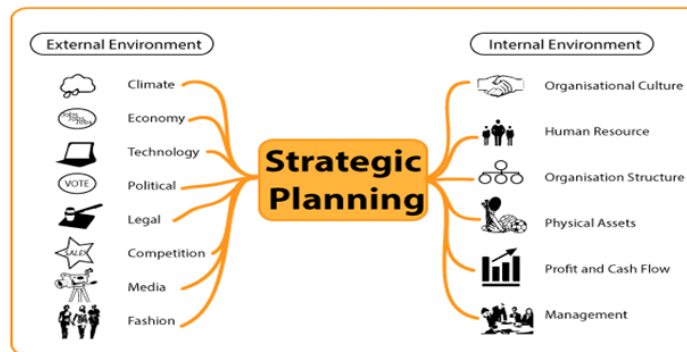 External Environment
Climate
Economy
Technology
VOTE
Political
Legal
Competition
Media
Fashion
Strategic
Planning
Internal Environment
Organisational Culture
Human Resource
Organisation Structure
Physical Assets
Profit and Cash Flow
Management